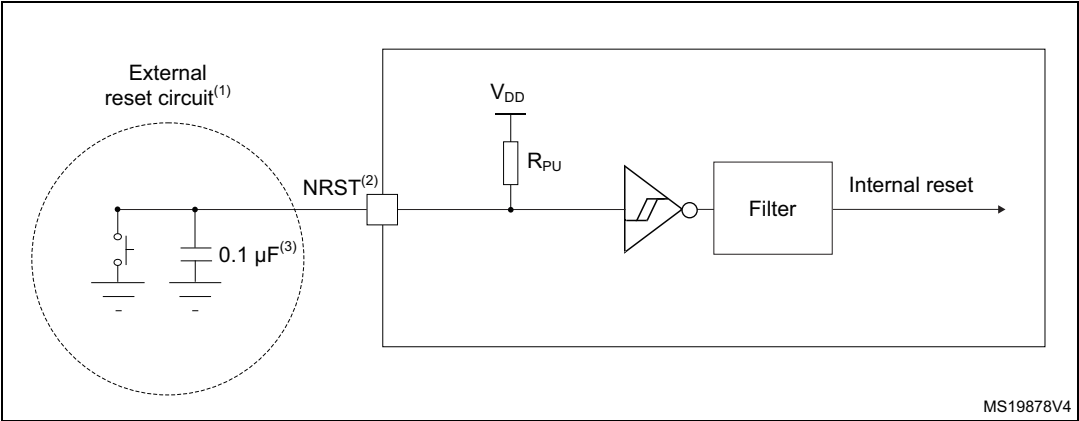 External
reset circuit(1)
VDD
RPU
NRST(2)
Internal reset
Filter
0.1 µF(3)
MS19878V4